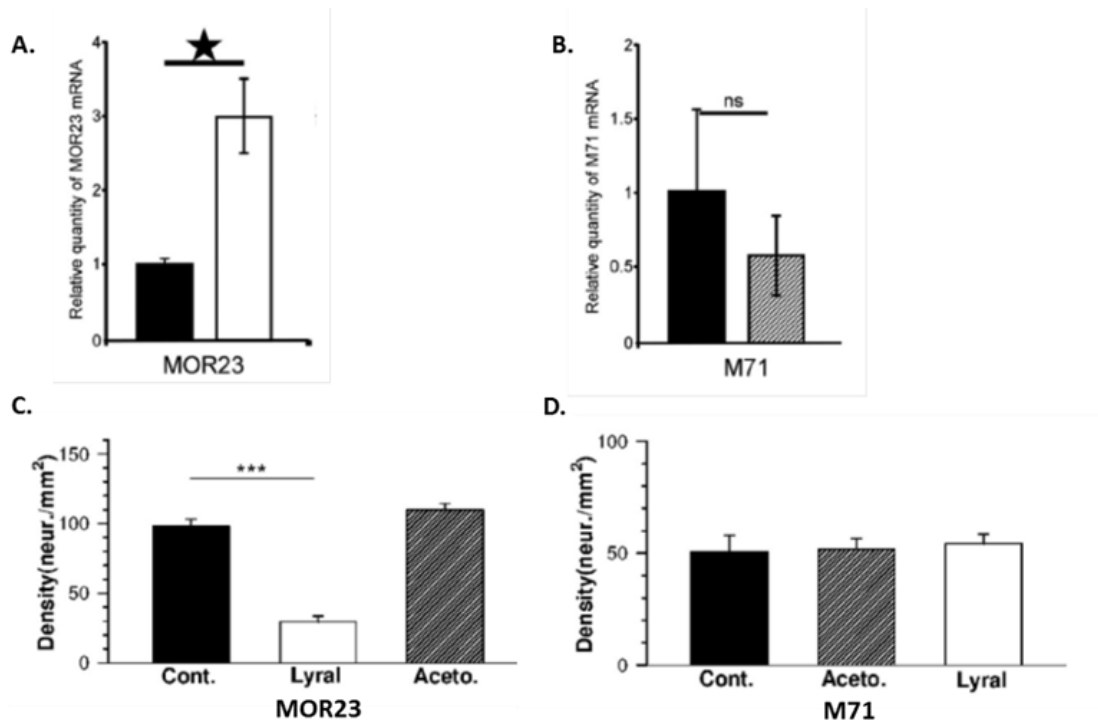 A.
Relative quantity of MOR23 mRNA
4
3
2
1
0
MOR23
B.
Relative quantity of M71 mRNA
2
1.5
1
0.5
0
ns
M71
C.
Density(neur./mm²)
150
100
50
0
***
Cont. Lyral Aceto.
MOR23
D.
Density(neur./mm²)
100
50
0
Cont. Aceto. Lyral
M71